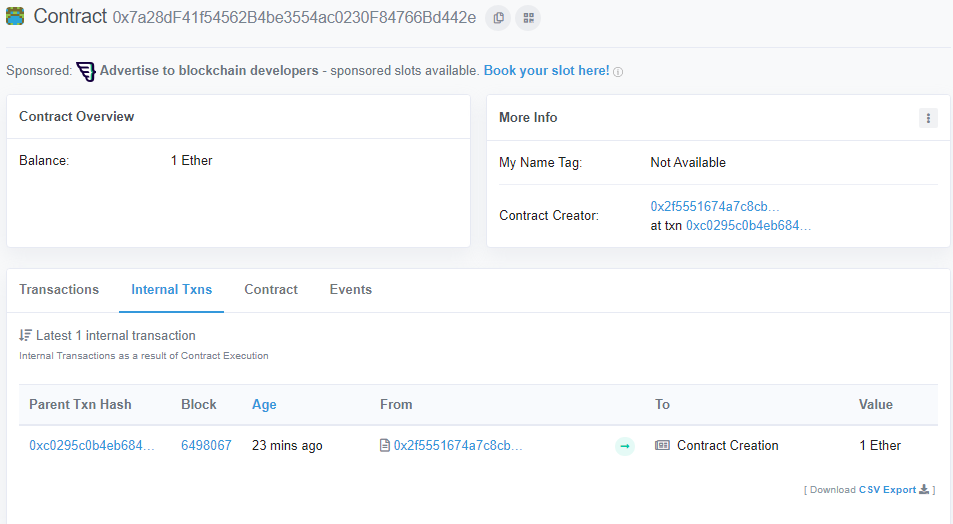 Contract 0x7a28dF41f54562B4be3554ac0230F84766Bd442e
Sponsored: Advertise to blockchain developers - sponsored slots available. Book your slot here!
Contract Overview
Balance: 1 Ether
More Info
My Name Tag: Not Available
Contract Creator: 0x2f5551674a7c8cb...
at txn 0xc0295c0b4eb684...
Transactions Internal Txns Contract Events
Latest 1 internal transaction
Internal Transactions as a result of Contract Execution
Parent Txn Hash Block Age From To Value
0xc0295c0b4eb684... 6498067 23 mins ago 0x2f5551674a7c8cb... Contract Creation 1 Ether
[ Download CSV Export ]